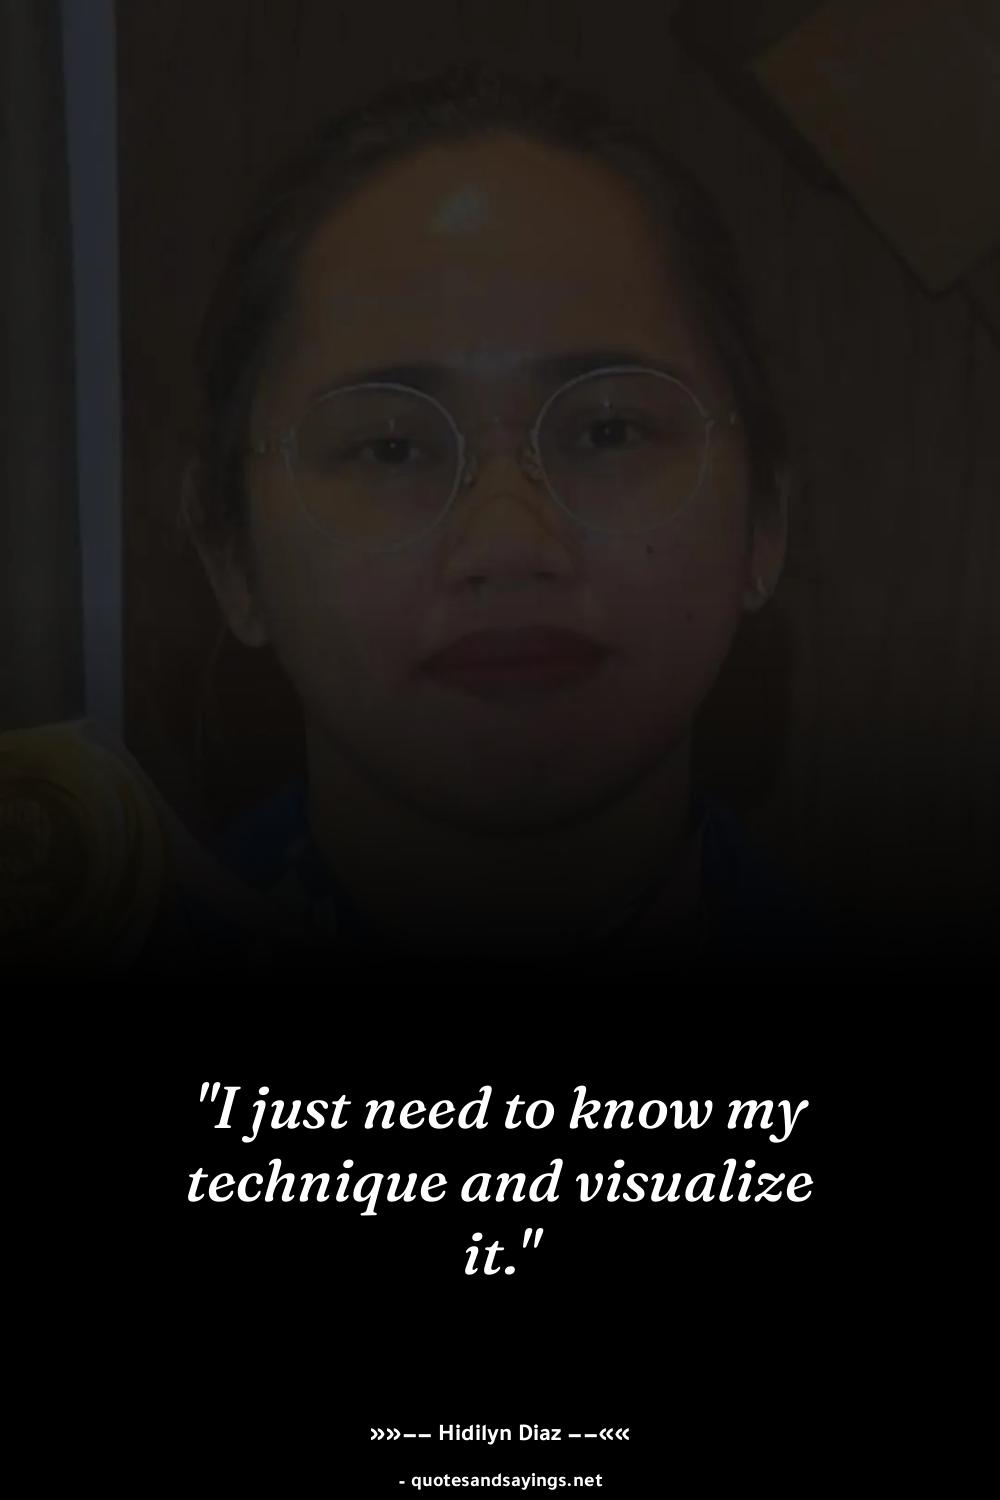 "I just need to know my
technique and visualize
it."
»»–– Hidilyn Diaz ––««
- quotesandsayings.net